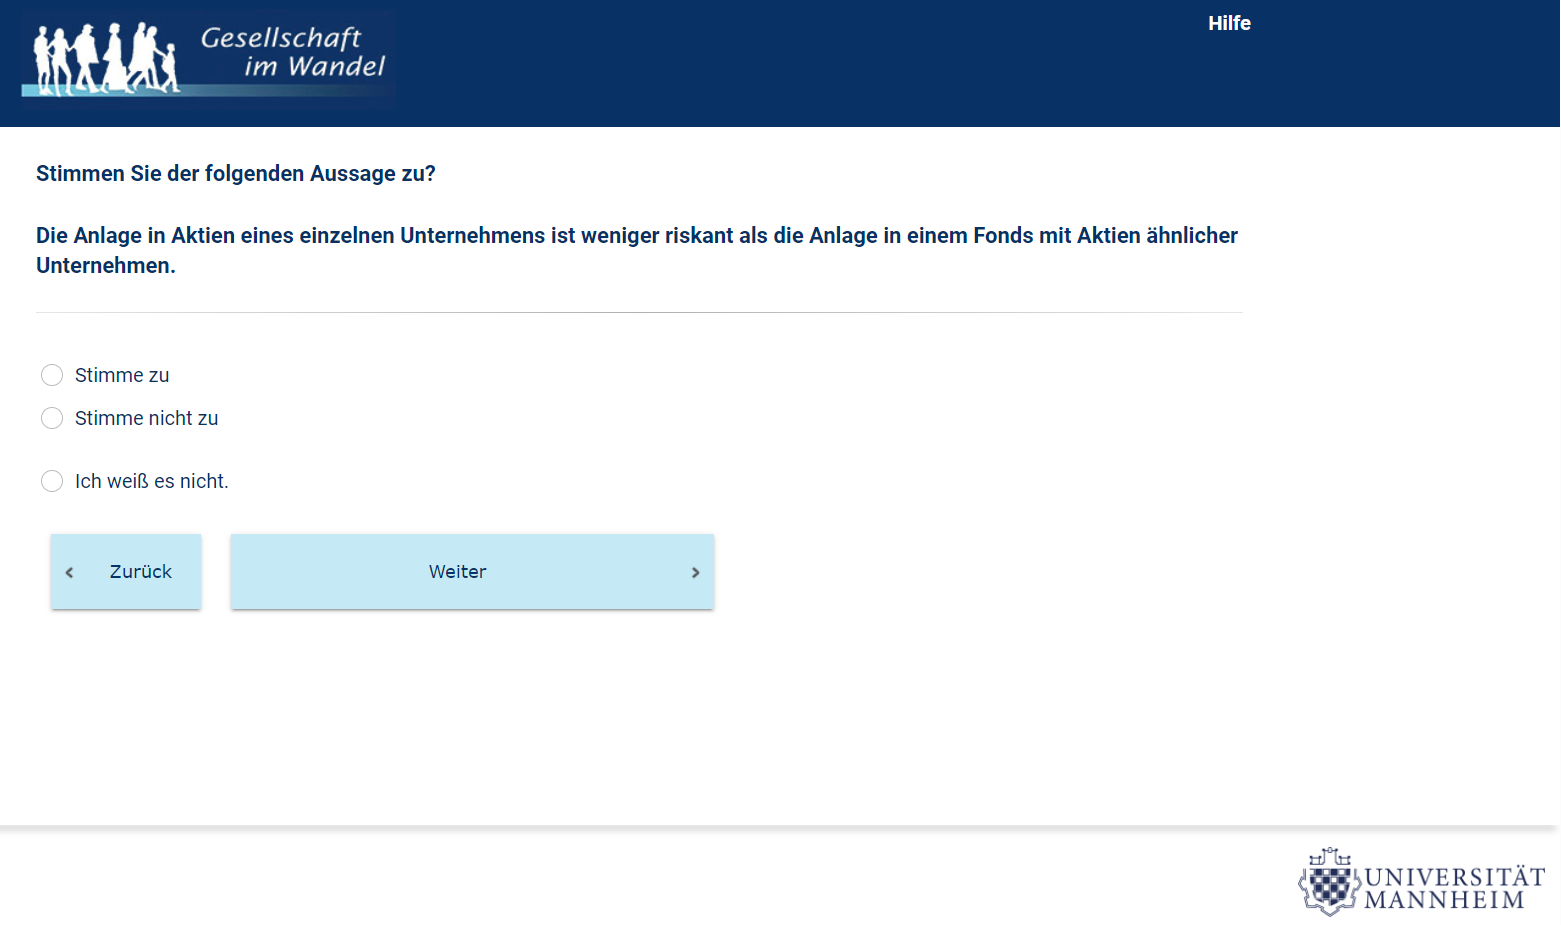 Gesellschaft
im Wandel
Hilfe
Stimmen Sie der folgenden Aussage zu?
Die Anlage in Aktien eines einzelnen Unternehmens ist weniger riskant als die Anlage in einem Fonds mit Aktien ähnlicher
Unternehmen.
Stimme zu
Stimme nicht zu
Ich weiß es nicht.
Zurück
Weiter
UNIVERSITÄT
MANNHEIM